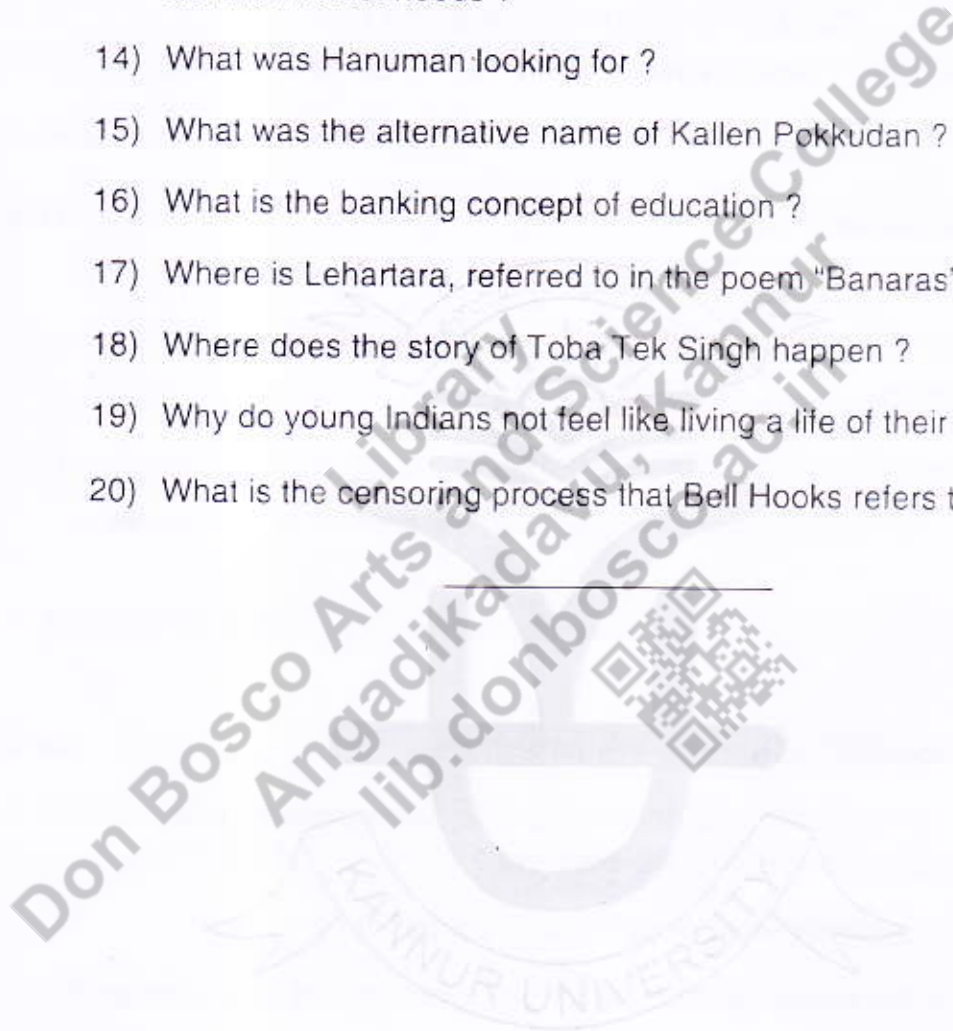 14) What was Hanuman looking for ?
15) What was the alternative name of Kallen Pokkudan ?
16) What is the banking concept of education ?
17) Where is Lehartara, referred to in the poem "Banaras"
18) Where does the story of Toba Tek Singh happen ?
19) Why do young Indians not feel like living a life of their
20) What is the censoring process that Bell Hooks refers
Library
Don Bosco Arts and Science College
Angadikadavu, Kannur
lib.donbosco.ac.in
KANNUR UNIVERSITY